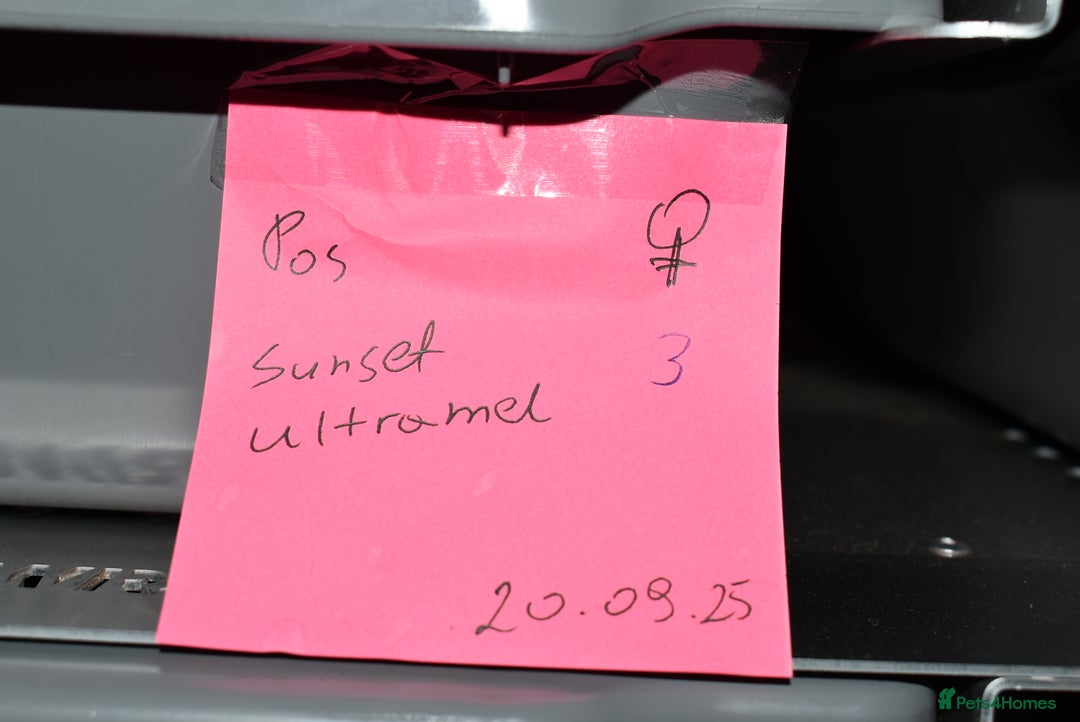 Pos ♀
Sunset 3
ultramel
20.09.25
Pets4Homes